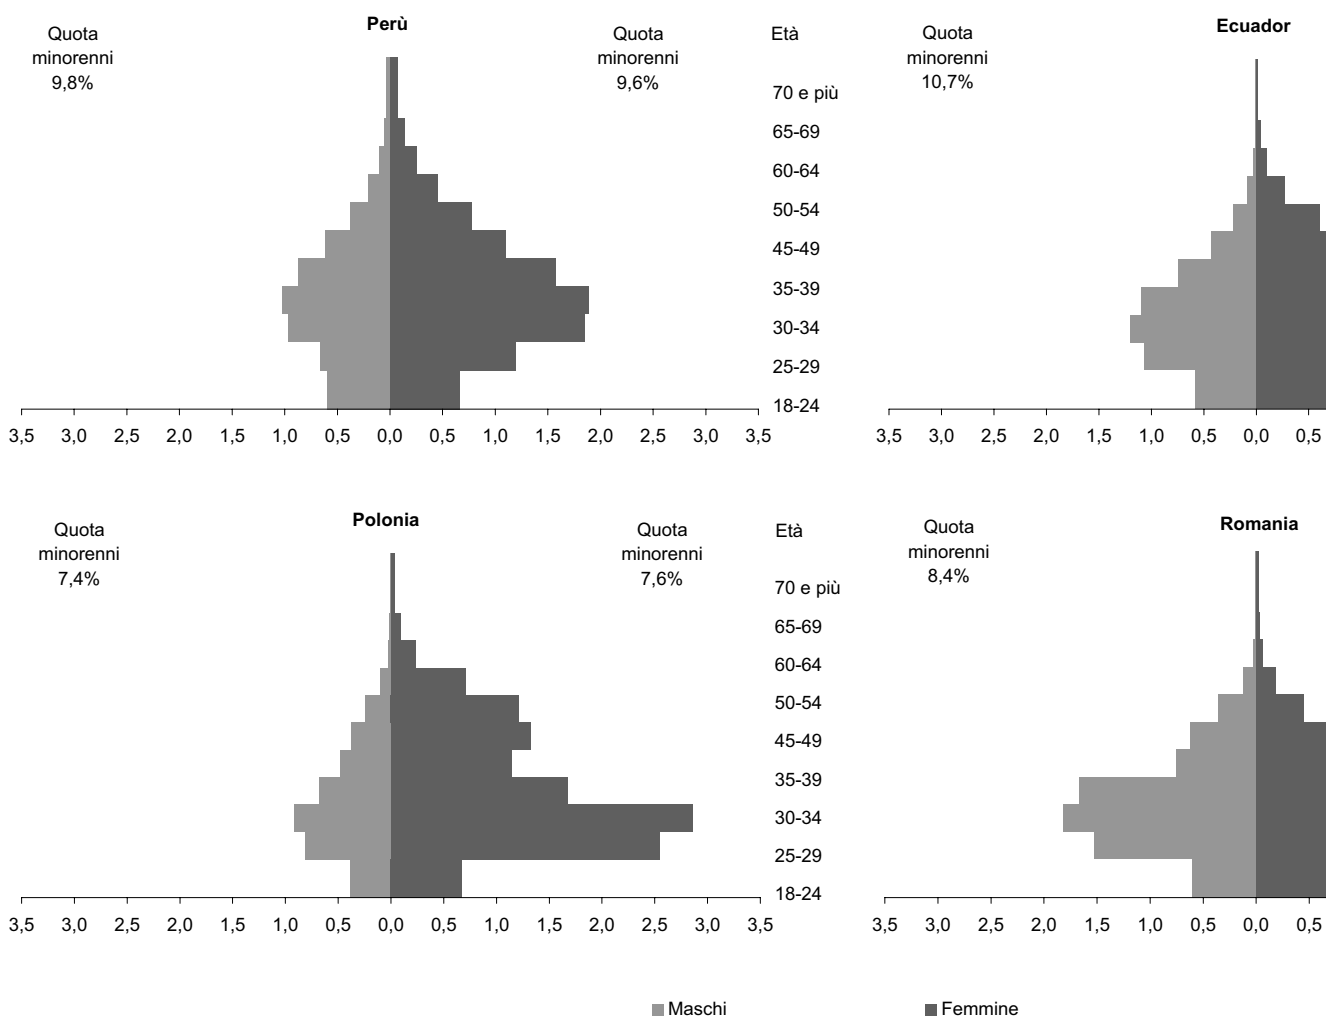 Perù
Quota
minorenni
9,8%
Quota
minorenni
9,6%
Età
70 e più
65-69
60-64
50-54
45-49
35-39
30-34
25-29
18-24
3,5 3,0 2,5 2,0 1,5 1,0 0,5 0,0 0,5 1,0 1,5 2,0 2,5 3,0 3,5
Ecuador
Quota
minorenni
10,7%
3,5 3,0 2,5 2,0 1,5 1,0 0,5 0,0 0,5
Polonia
Quota
minorenni
7,4%
Quota
minorenni
7,6%
Età
70 e più
65-69
60-64
50-54
45-49
35-39
30-34
25-29
18-24
3,5 3,0 2,5 2,0 1,5 1,0 0,5 0,0 0,5 1,0 1,5 2,0 2,5 3,0 3,5
Romania
Quota
minorenni
8,4%
3,5 3,0 2,5 2,0 1,5 1,0 0,5 0,0 0,5
Maschi Femmine